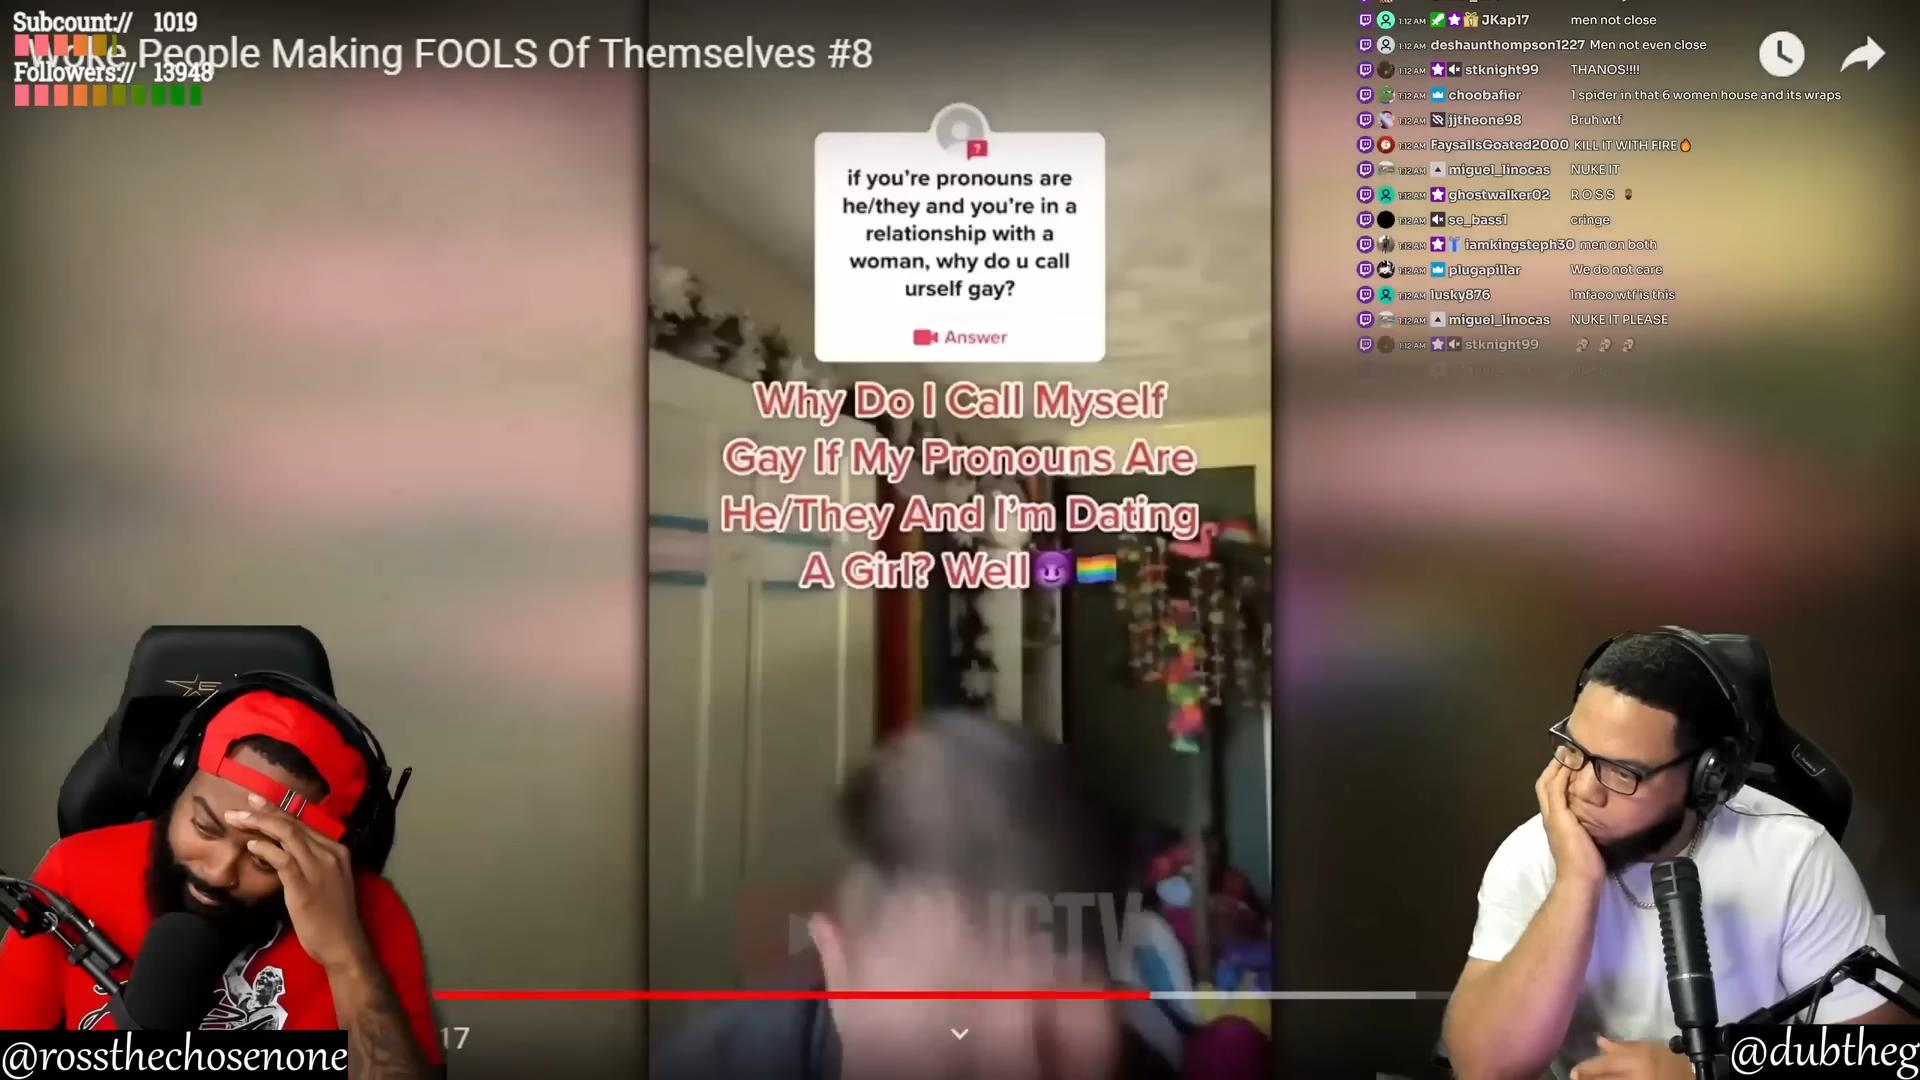 Subcount:// 1019
Woke People Making FOOLS Of Themselves #8
Followers:// 13948
if you're pronouns are
he/they and you're in a
relationship with a
woman, why do u call
urself gay?
Answer
Why Do I Call Myself
Gay If My Pronouns Are
He/They And I'm Dating
A Girl? Well😈🏳️‍🌈
1:12 AM JKap17 men not close
1:12 AM deshaunthompson1227 Men not even close
1:12 AM stknight99 THANOS!!!!
1:12 AM choobafier 1 spider in that 6 women house and its wraps
1:12 AM jjtheone98 Bruh wtf
1:12 AM FaysalIsGoated2000 KILL IT WITH FIRE🔥
1:12 AM miguel_linocas NUKE IT
1:12 AM ghostwalker02 R O S S
1:12 AM se_bass1 cringe
1:12 AM iamkingsteph30 men on both
1:12 AM plugapillar We do not care
1:12 AM lusky876 lmfaoo wtf is this
1:12 AM miguel_linocas NUKE IT PLEASE
1:12 AM stknight99
17
@rossthechosenone
@dubtheg